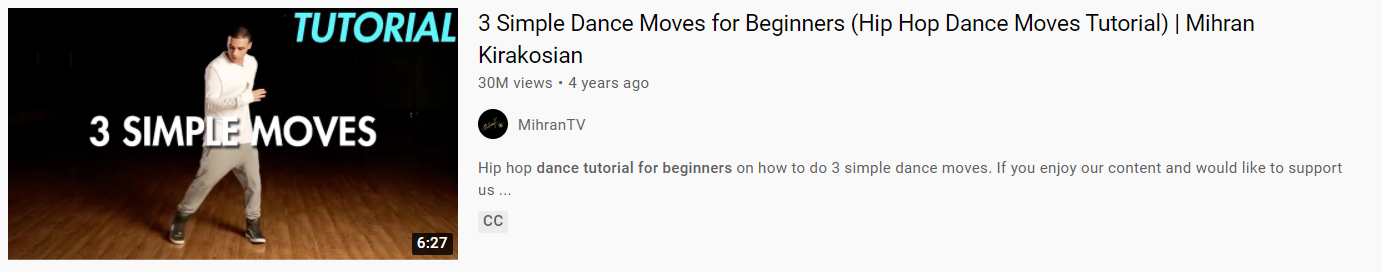 TUTORIAL
3 SIMPLE MOVES
6:27
3 Simple Dance Moves for Beginners (Hip Hop Dance Moves Tutorial) | Mihran
Kirakosian
30M views • 4 years ago
MihranTV
Hip hop dance tutorial for beginners on how to do 3 simple dance moves. If you enjoy our content and would like to support
us ...
CC